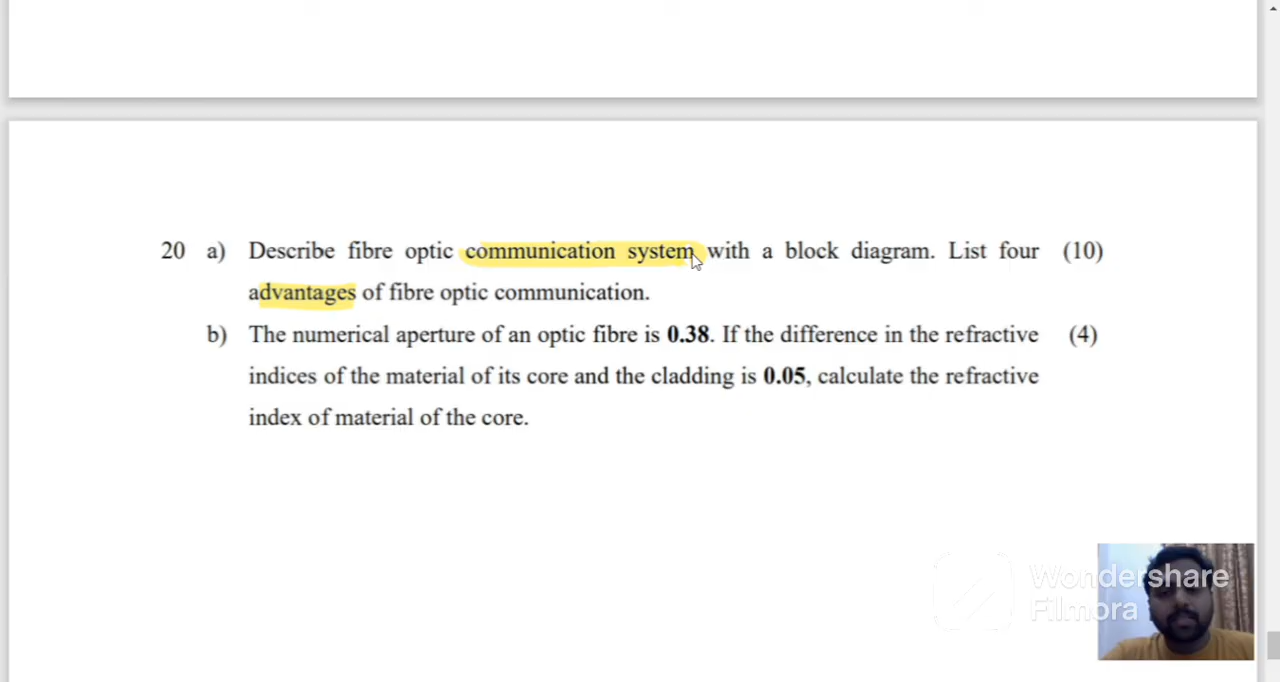 20 a) Describe fibre optic communication system with a block diagram. List four (10)
advantages of fibre optic communication.
b) The numerical aperture of an optic fibre is 0.38. If the difference in the refractive (4)
indices of the material of its core and the cladding is 0.05, calculate the refractive
index of material of the core.
Wondershare
Filmora